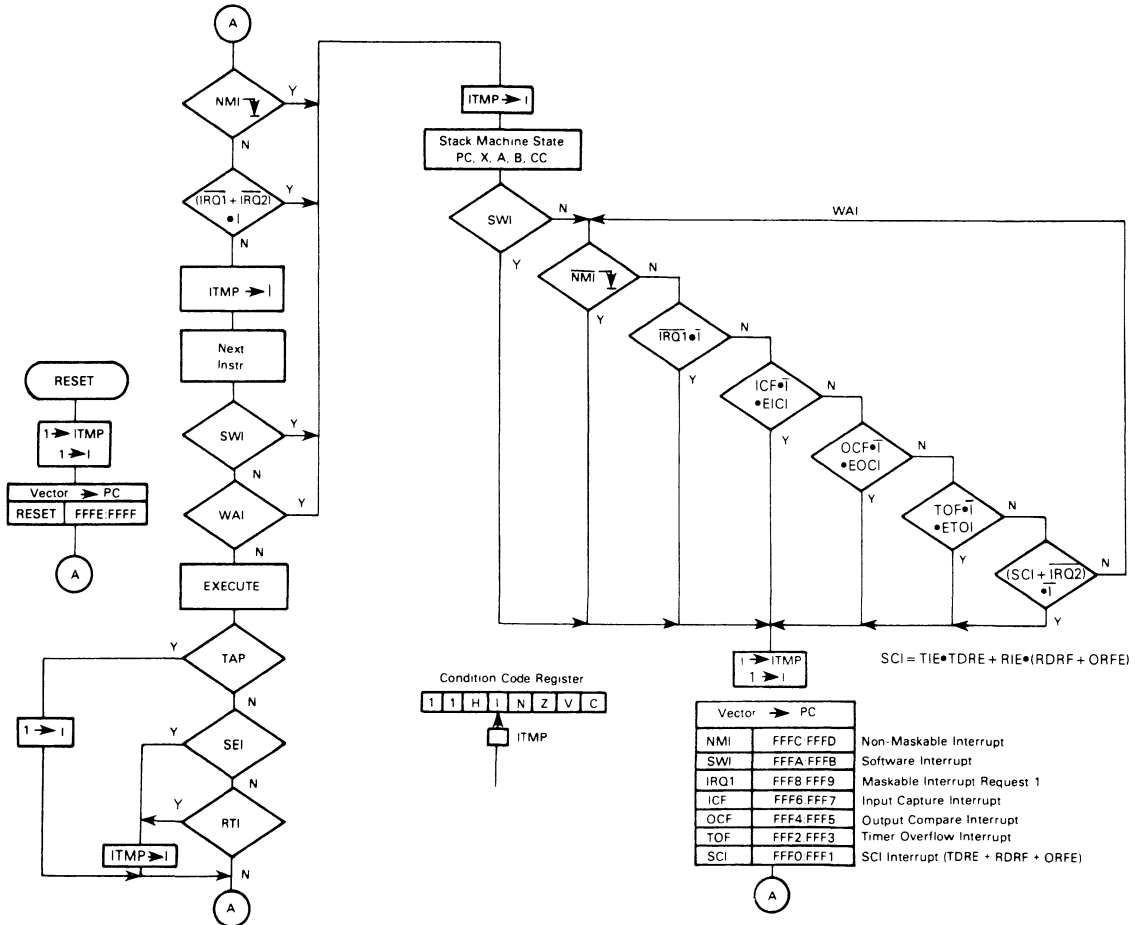 A
NMI
Y
N
(IRQ1 + IRQ2)
• I
Y
N
ITMP → I
Next
Instr
SWI
Y
N
WAI
Y
N
EXECUTE
Y
TAP
N
1 → I
Y
SEI
N
Y
RTI
ITMP → I
N
A
RESET
1 → ITMP
1 → I
Vector → PC
RESET FFFE:FFFF
A
ITMP → I
Stack Machine State
PC, X, A, B, CC
SWI
N
Y
WAI
NMI
N
Y
IRQ1•I
N
Y
ICF•I
•EICI
N
Y
OCF•I
•EOCI
N
Y
TOF•I
•ETOI
N
Y
(SCI + IRQ2)
•I
N
Y
I → ITMP
1 → I
SCI = TIE•TDRE + RIE•(RDRF + ORFE)
Condition Code Register
1 1 H I N Z V C
ITMP
Vector → PC
NMI FFFC:FFFD Non-Maskable Interrupt
SWI FFFA:FFFB Software Interrupt
IRQ1 FFF8:FFF9 Maskable Interrupt Request 1
ICF FFF6:FFF7 Input Capture Interrupt
OCF FFF4:FFF5 Output Compare Interrupt
TOF FFF2:FFF3 Timer Overflow Interrupt
SCI FFF0:FFF1 SCI Interrupt (TDRE + RDRF + ORFE)
A